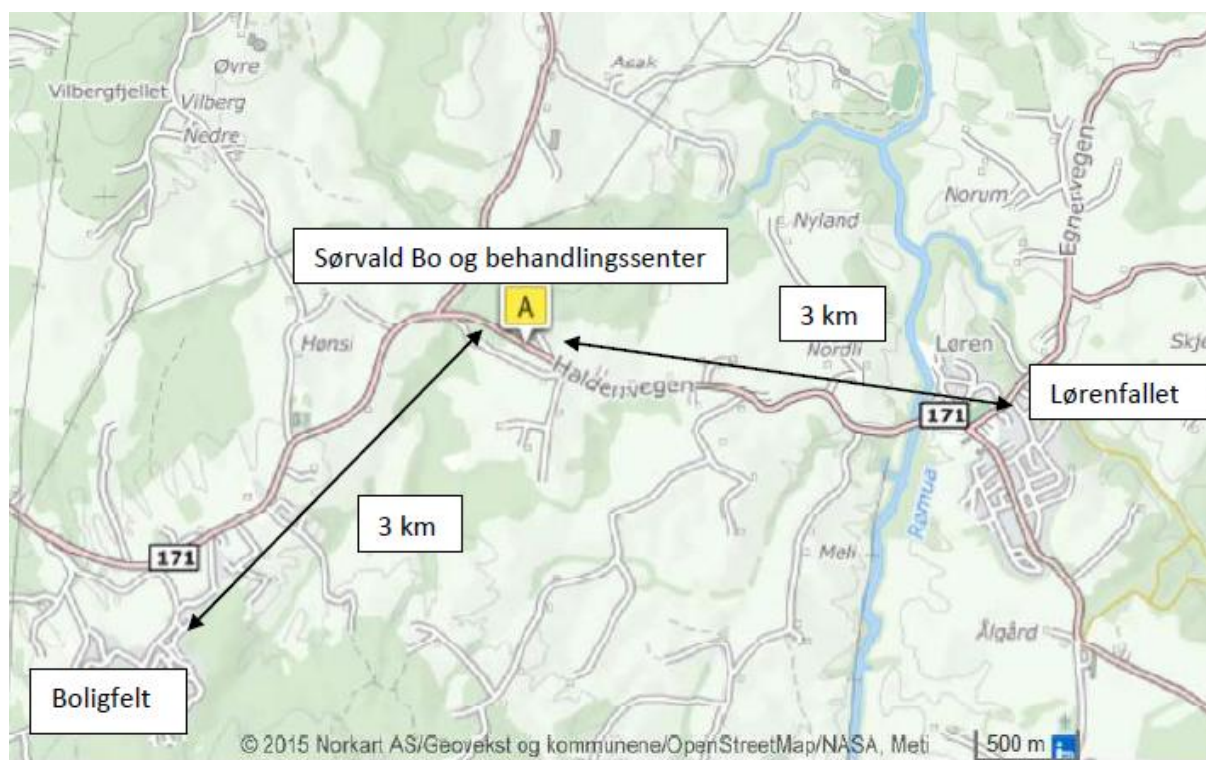 Øvre
Vilbergfjellet
Vilberg
Nedre
Asak
Norum
Egnervegen
Nyland
Sørvald Bo og behandlingssenter
A
3 km
Hønsi
Nordli
Løren
Skje
Haldenvegen
Lørenfallet
171
Rømua
3 km
171
Meli
Ålgård
Boligfelt
© 2015 Norkart AS/Geovekst og kommunene/OpenStreetMap/NASA, Meti
500 m